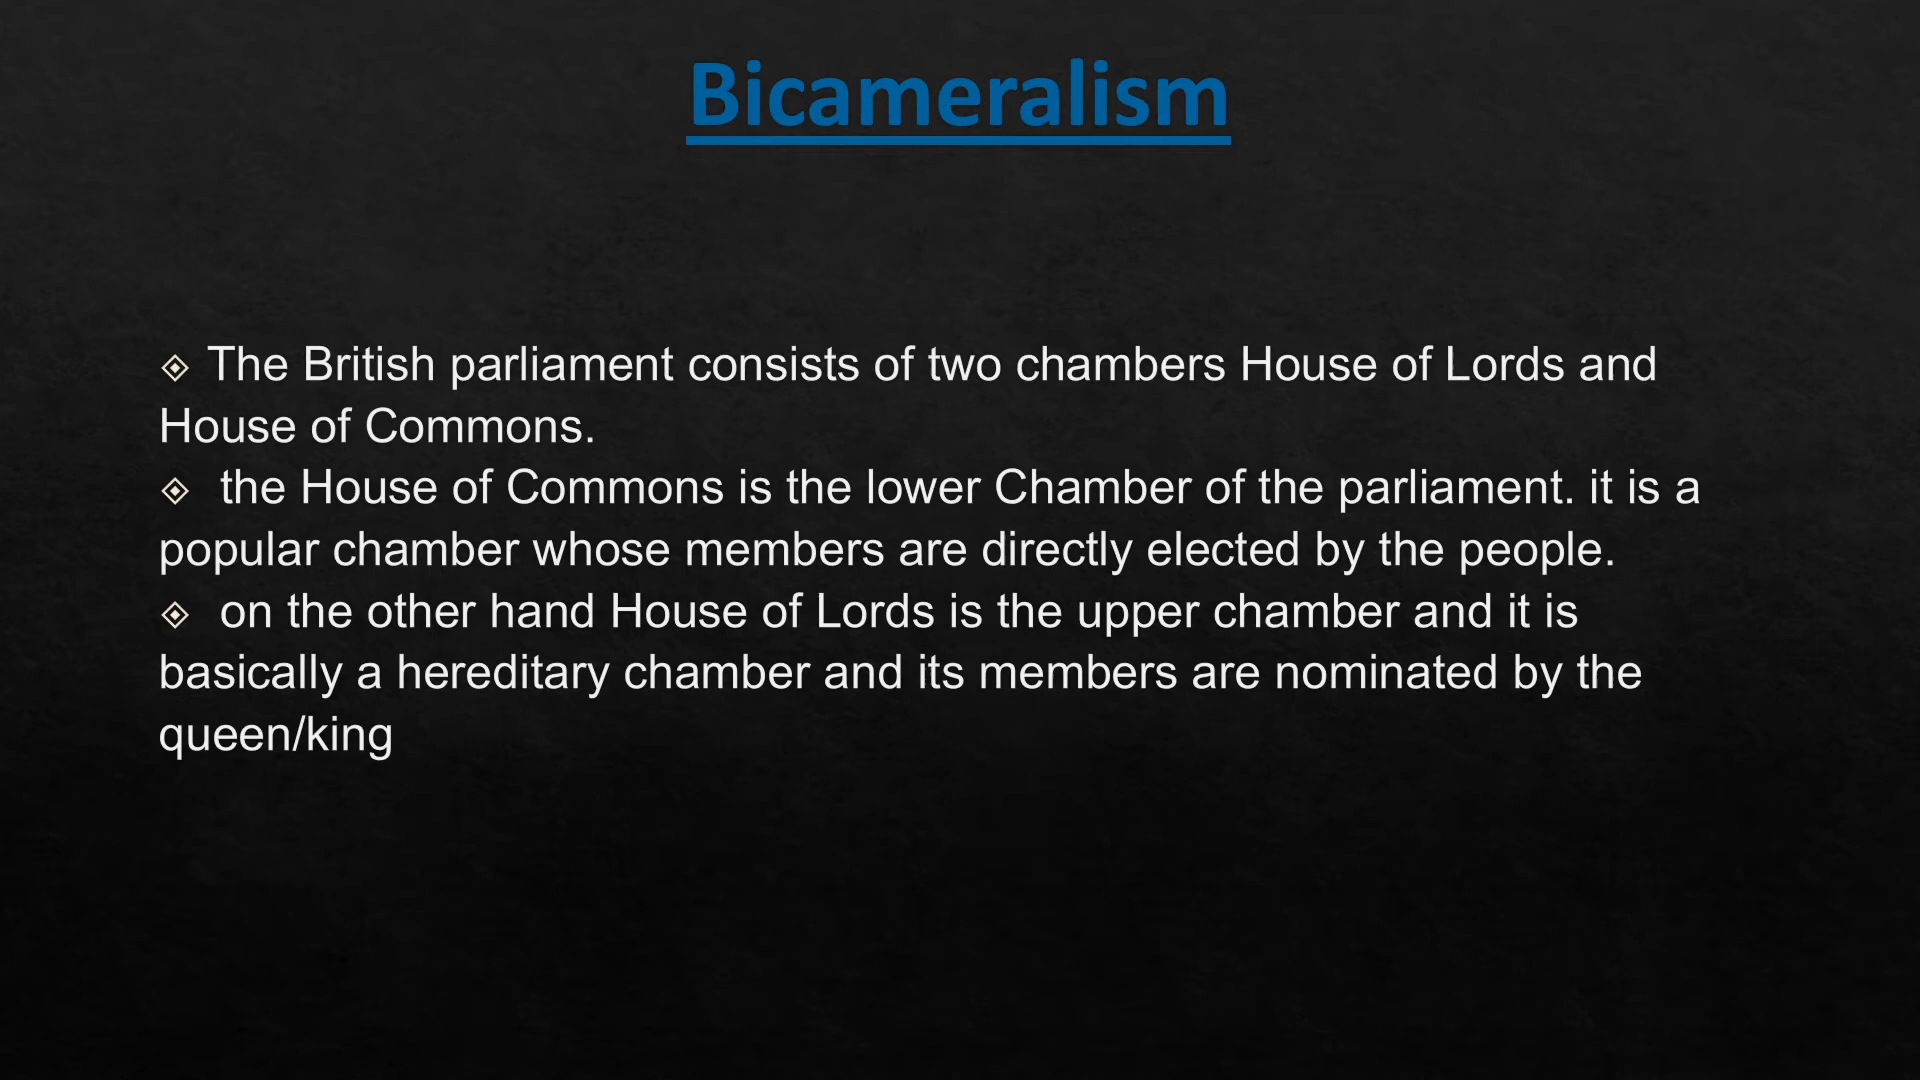 Bicameralism
◈ The British parliament consists of two chambers House of Lords and
House of Commons.
◈ the House of Commons is the lower Chamber of the parliament. it is a
popular chamber whose members are directly elected by the people.
◈ on the other hand House of Lords is the upper chamber and it is
basically a hereditary chamber and its members are nominated by the
queen/king